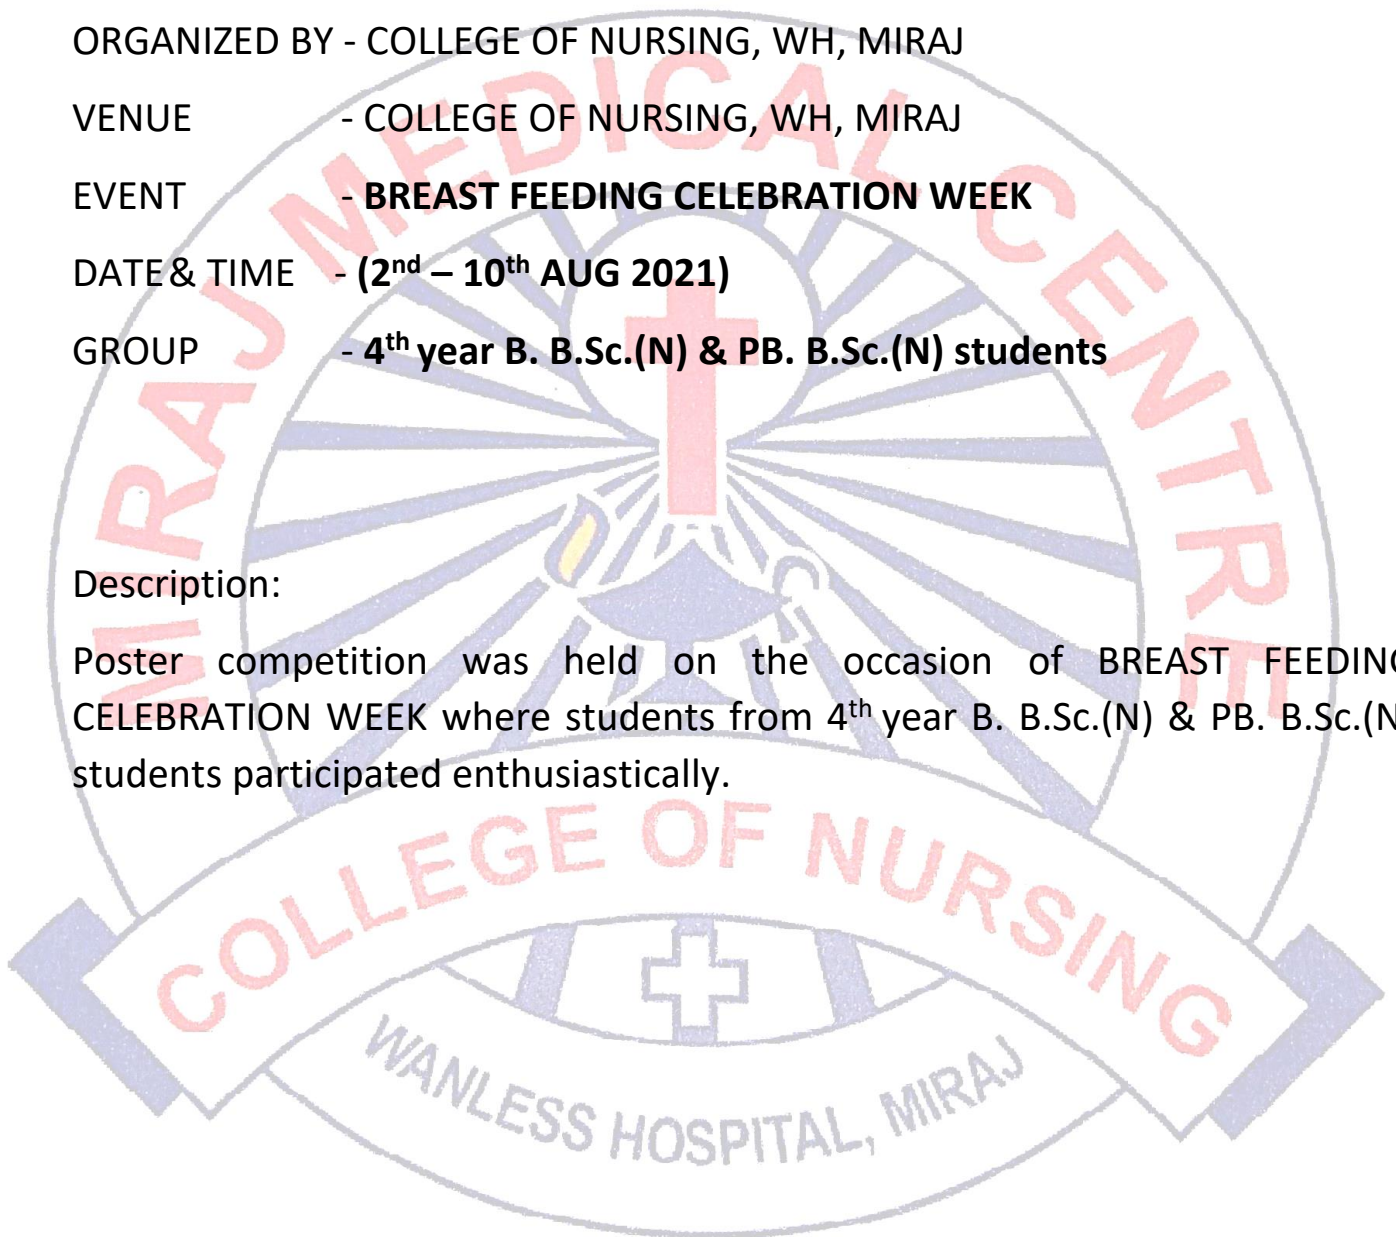 ORGANIZED BY - COLLEGE OF NURSING, WH, MIRAJ
VENUE - COLLEGE OF NURSING, WH, MIRAJ
EVENT - BREAST FEEDING CELEBRATION WEEK
DATE& TIME - (2nd – 10th AUG 2021)
GROUP - 4th year B. B.Sc.(N) & PB. B.Sc.(N) students
Description:
Poster competition was held on the occasion of BREAST FEEDING
CELEBRATION WEEK where students from 4th year B. B.Sc.(N) & PB. B.Sc.(N
students participated enthusiastically.
MIRAJ MEDICAL CENTRE
COLLEGE OF NURSING
WANLESS HOSPITAL, MIRAJ